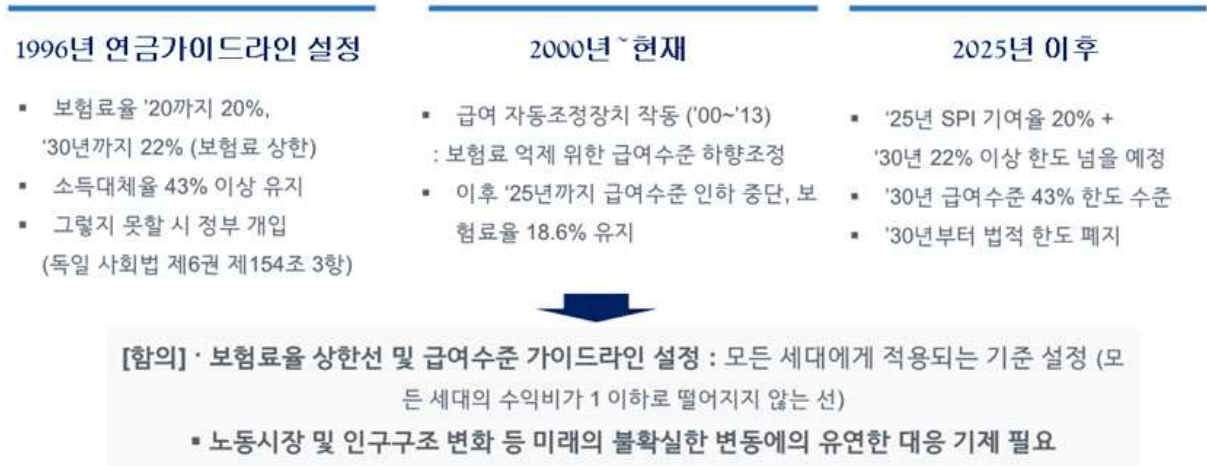 1996년 연금가이드라인 설정
▪ 보험료율 '20까지 20%,
'30년까지 22% (보험료 상한)
▪ 소득대체율 43% 이상 유지
▪ 그렇지 못할 시 정부 개입
(독일 사회법 제6권 제154조 3항)
2000년~현재
▪ 급여 자동조정장치 작동 ('00~'13)
: 보험료 억제 위한 급여수준 하향조정
▪ 이후 '25년까지 급여수준 인하 중단, 보
험료율 18.6% 유지
2025년 이후
▪ '25년 SPI 기여율 20% +
'30년 22% 이상 한도 넘을 예정
▪ '30년 급여수준 43% 한도 수준
▪ '30년부터 법적 한도 폐지
[함의] · 보험료율 상한선 및 급여수준 가이드라인 설정 : 모든 세대에게 적용되는 기준 설정 (모
든 세대의 수익비가 1 이하로 떨어지지 않는 선)
▪ 노동시장 및 인구구조 변화 등 미래의 불확실한 변동에의 유연한 대응 기제 필요